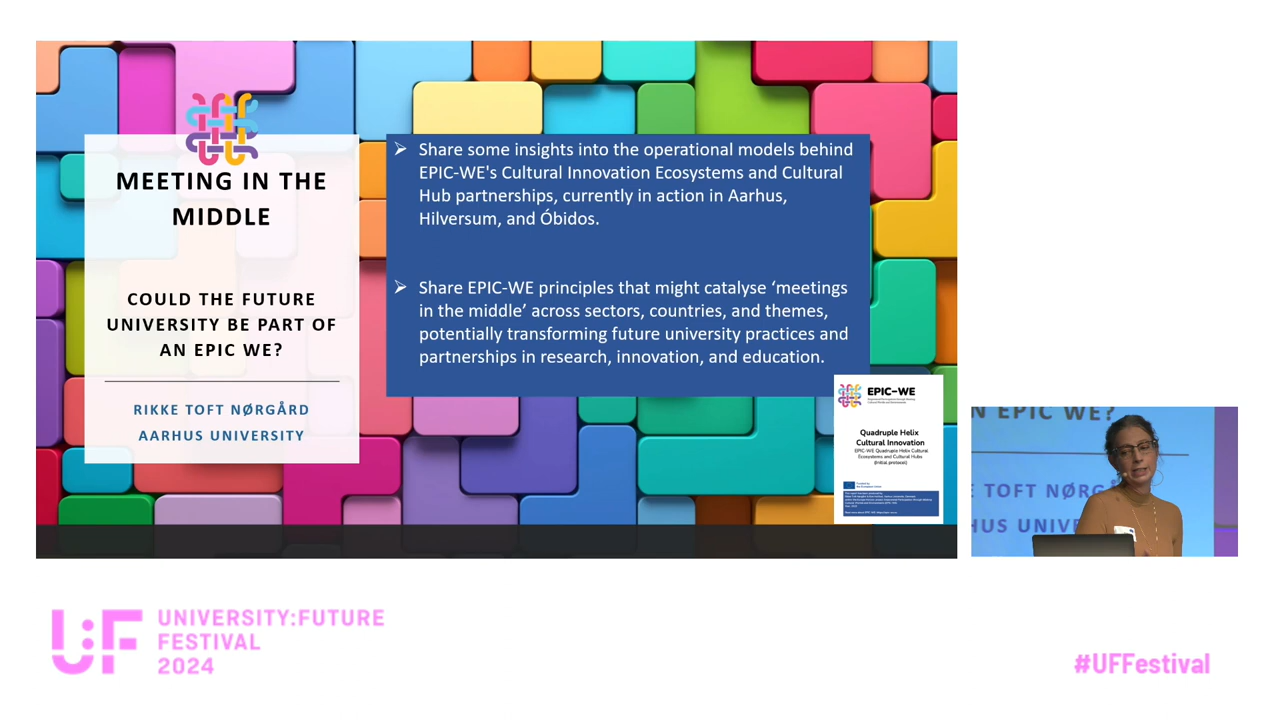 MEETING IN THE
MIDDLE
COULD THE FUTURE
UNIVERSITY BE PART OF
AN EPIC WE?
RIKKE TOFT NØRGÅRD
AARHUS UNIVERSITY
➢ Share some insights into the operational models behind
EPIC-WE's Cultural Innovation Ecosystems and Cultural
Hub partnerships, currently in action in Aarhus,
Hilversum, and Óbidos.
➢ Share EPIC-WE principles that might catalyse ‘meetings
in the middle’ across sectors, countries, and themes,
potentially transforming future university practices and
partnerships in research, innovation, and education.
EPIC-WE
Quadruple Helix
Cultural Innovation
EPIC-WE Quadruple Helix Cultural
Ecosystems and Cultural Hubs
(Initial protocol)
N EPIC WE?
E TOFT NØRG
HUS UNIVE
U:F
UNIVERSITY:FUTURE
FESTIVAL
2024
#UFFestival